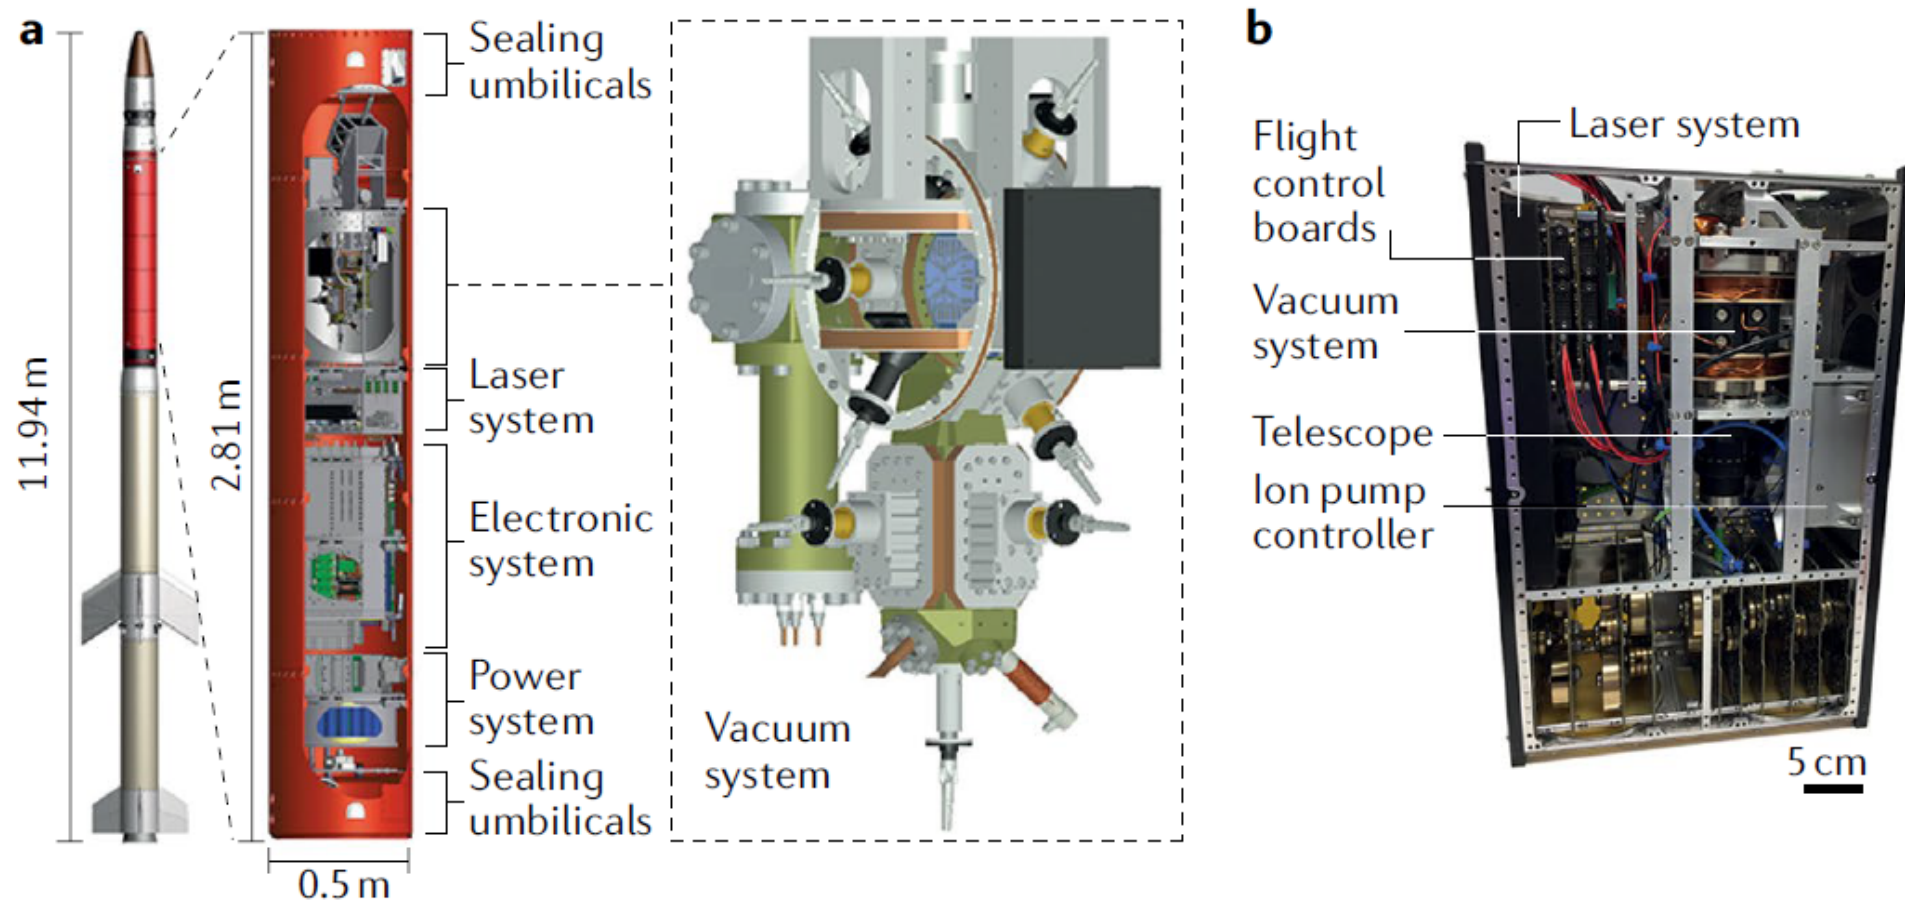 a
11.94 m
2.81 m
0.5 m
Sealing
umbilicals
Laser
system
Electronic
system
Power
system
Sealing
umbilicals
Vacuum
system
b
Laser system
Flight
control
boards
Vacuum
system
Telescope
Ion pump
controller
5 cm